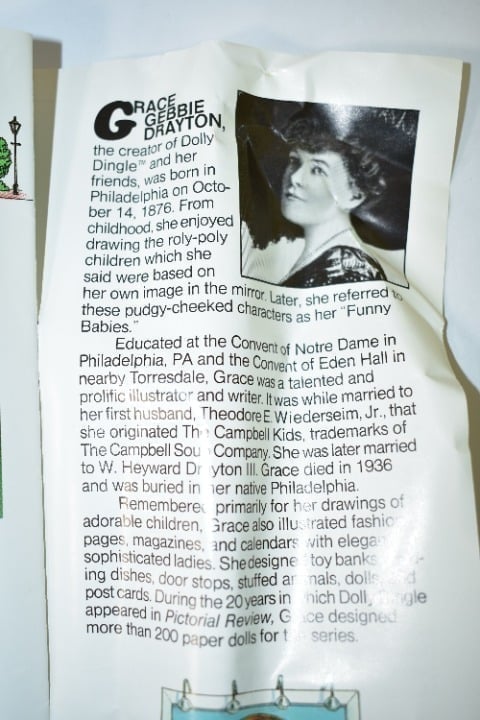 GRACE
GEBBIE
DRAYTON,
the creator of Dolly
Dingle™ and her
friends, was born in
Philadelphia on Octo-
ber 14, 1876. From
childhood, she enjoyed
drawing the roly-poly
children which she
said were based on
her own image in the mirror. Later, she referred to
these pudgy-cheeked characters as her "Funny
Babies."
Educated at the Convent of Notre Dame in
Philadelphia, PA and the Convent of Eden Hall in
nearby Torresdale, Grace was a talented and
prolific illustrator and writer. It was while married to
her first husband, Theodore E. Wiederseim, Jr., that
she originated The Campbell Kids, trademarks of
The Campbell Soup Company. She was later married
to W. Heyward Drayton III. Grace died in 1936
and was buried in her native Philadelphia.
Remembered primarily for her drawings of
adorable children, Grace also illustrated fashion
pages, magazines, and calendars with elegant
sophisticated ladies. She designed toy banks,
ing dishes, door stops, stuffed animals, dolls, and
post cards. During the 20 years in which Dolly Dingle
appeared in Pictorial Review, Grace designed
more than 200 paper dolls for the series.